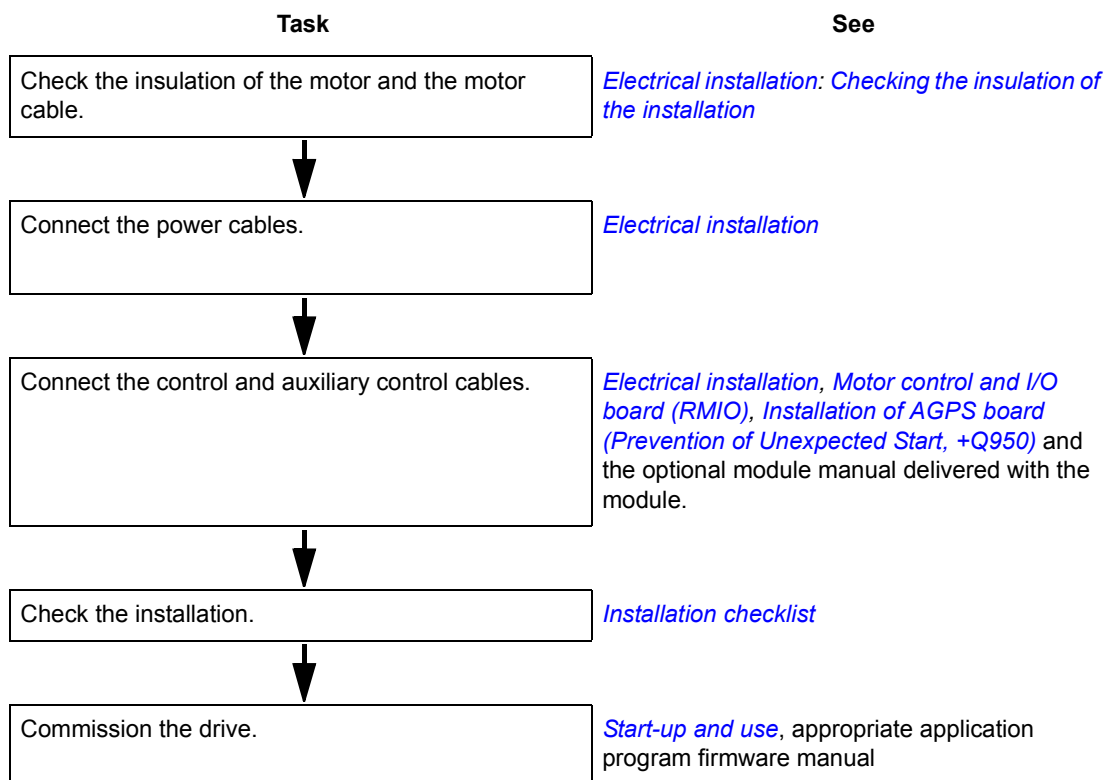 Task
See
Check the insulation of the motor and the motor
cable.
Electrical installation: Checking the insulation of
the installation
Connect the power cables.
Electrical installation
Connect the control and auxiliary control cables.
Electrical installation, Motor control and I/O
board (RMIO), Installation of AGPS board
(Prevention of Unexpected Start, +Q950) and
the optional module manual delivered with the
module.
Check the installation.
Installation checklist
Commission the drive.
Start-up and use, appropriate application
program firmware manual